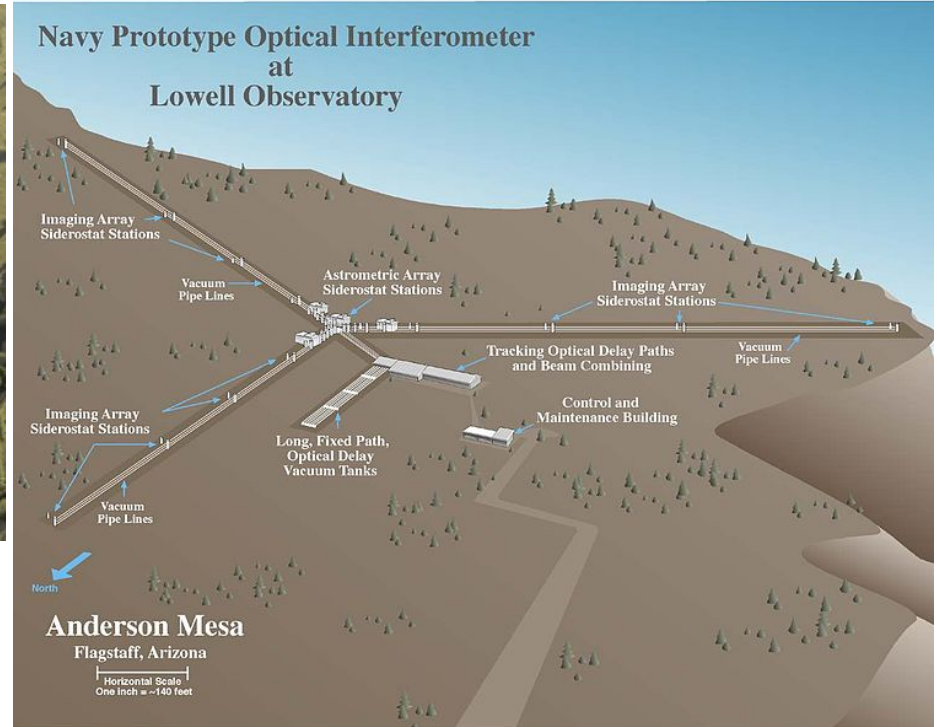 Navy Prototype Optical Interferometer
at
Lowell Observatory
Imaging Array
Siderostat Stations
Vacuum
Pipe Lines
Astrometric Array
Siderostat Stations
Imaging Array
Siderostat Stations
Vacuum
Pipe Lines
Tracking Optical Delay Paths
and Beam Combining
Control and
Maintenance Building
Imaging Array
Siderostat Stations
Long, Fixed Path,
Optical Delay
Vacuum Tanks
Vacuum
Pipe Lines
North
Anderson Mesa
Flagstaff, Arizona
Horizontal Scale
One inch = ~140 feet